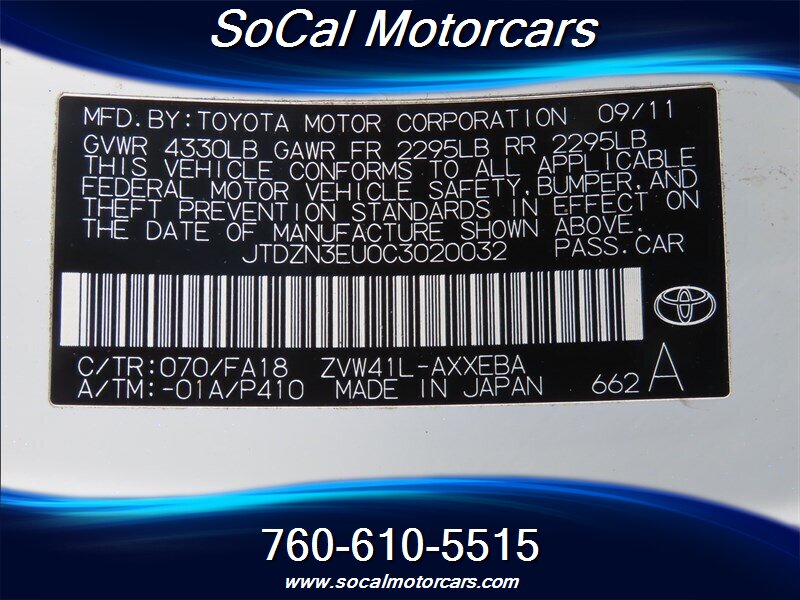 SoCal Motorcars
MFD. BY: TOYOTA MOTOR CORPORATION 09/11
GVWR 4330LB GAWR FR 2295LB RR 2295LB
THIS VEHICLE CONFORMS TO ALL APPLICABLE
FEDERAL MOTOR VEHICLE SAFETY, BUMPER, AND
THEFT PREVENTION STANDARDS IN EFFECT ON
THE DATE OF MANUFACTURE SHOWN ABOVE.
JTDZN3EU0C3020032 PASS. CAR
C/TR: 070/FA18 ZVW41L-AXXEBA
A/TM: -01A/P410 MADE IN JAPAN 662 A
760-610-5515
www.socalmotorcars.com